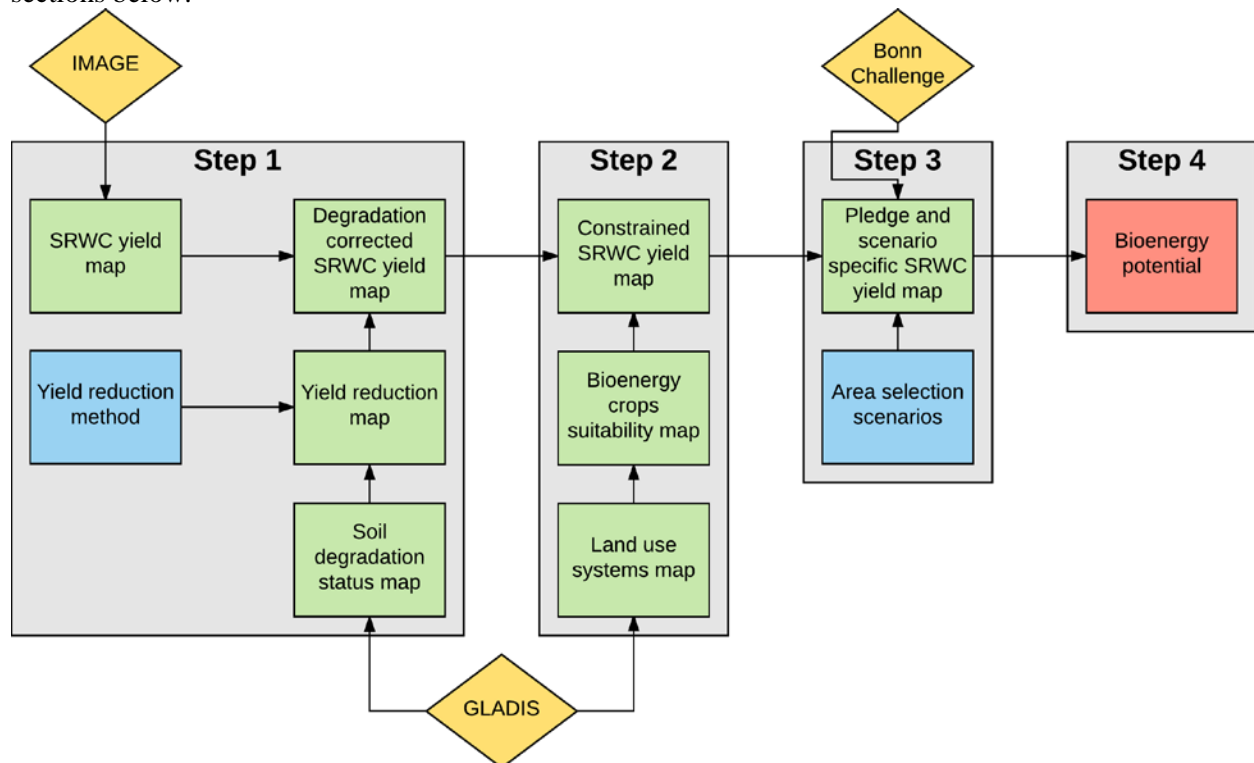 sections below.
IMAGE
Bonn
Challenge
Step 1
Step 2
Step 3
Step 4
SRWC yield
map
Degradation
corrected
SRWC yield
map
Constrained
SRWC yield map
Pledge and
scenario
specific SRWC
yield map
Bioenergy
potential
Yield reduction
method
Yield reduction
map
Bioenergy
crops
suitability map
Area selection
scenarios
Soil
degradation
status map
Land use
systems map
GLADIS